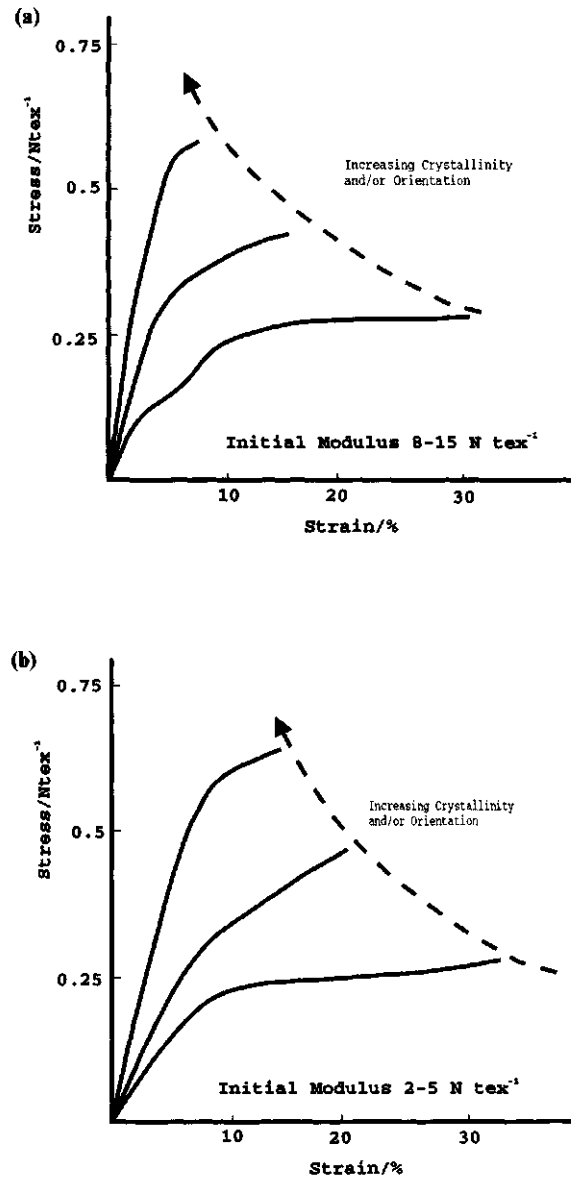 (a)
0.75
0.5
0.25
Stress/Ntex⁻¹
Increasing Crystallinity
and/or Orientation
Initial Modulus 8-15 N tex⁻¹
10
20
30
Strain/%
(b)
0.75
0.5
0.25
Stress/Ntex⁻¹
Increasing Crystallinity
and/or Orientation
Initial Modulus 2-5 N tex⁻¹
10
20
30
Strain/%